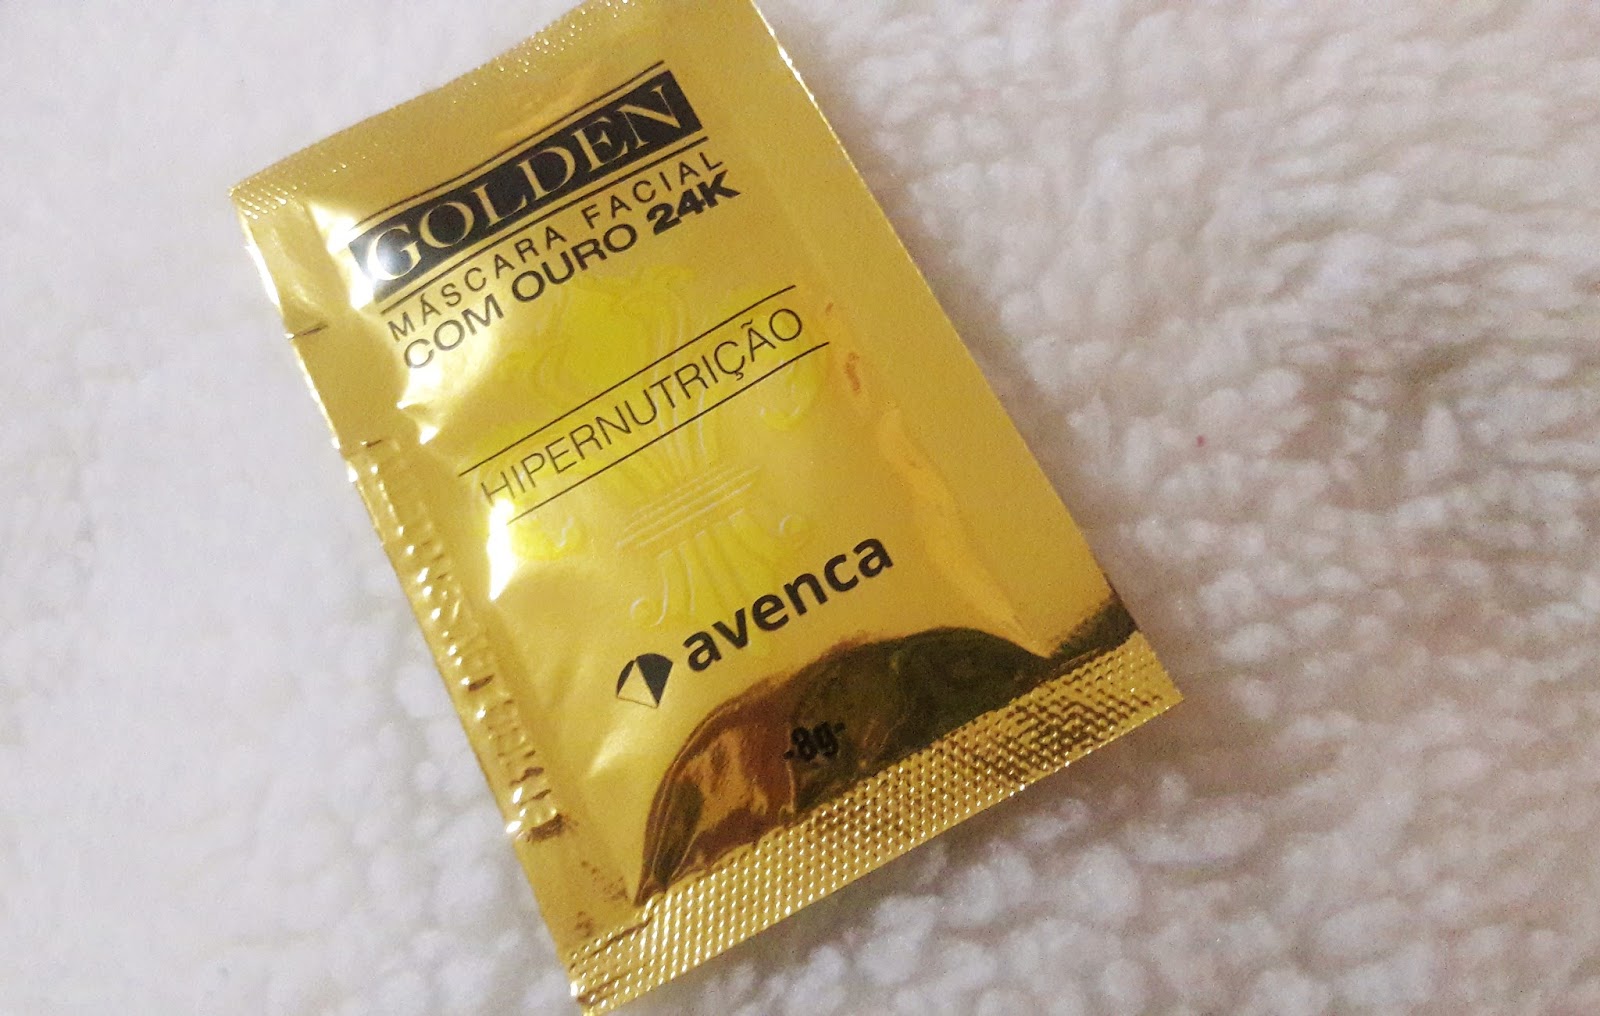 GOLDEN
MÁSCARA FACIAL
COM OURO 24K
HIPERNUTRIÇÃO
avenca
-8g-